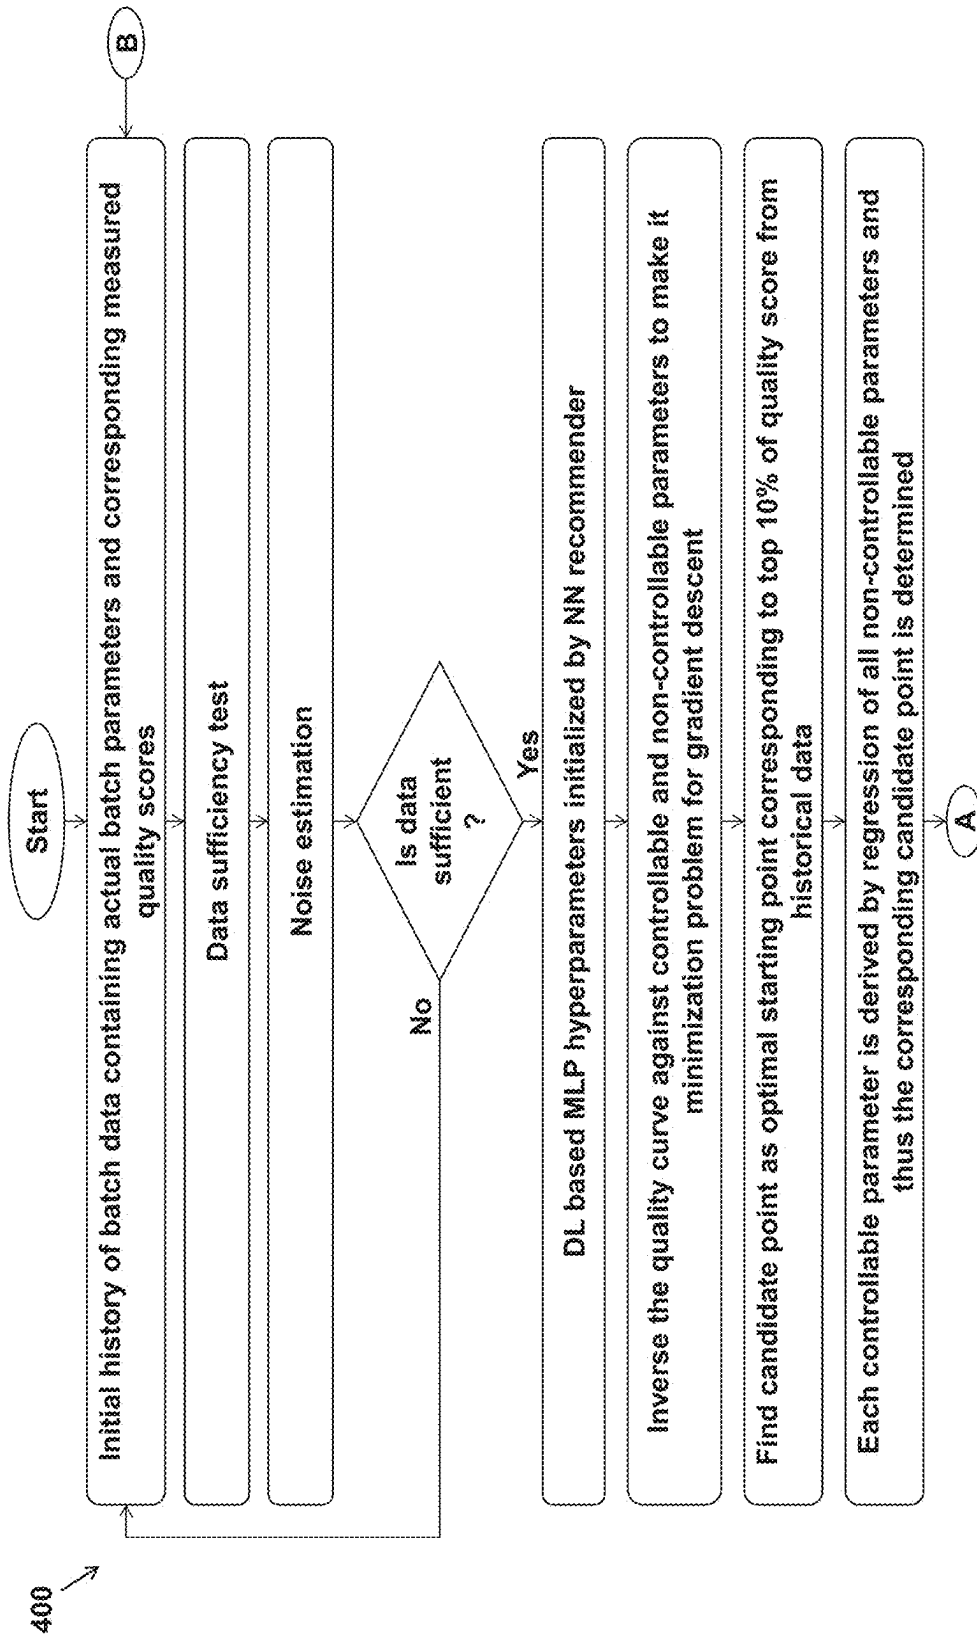 400
Start
B
Initial history of batch data containing actual batch parameters and corresponding measured
quality scores
Data sufficiency test
Noise estimation
Is data
sufficient
?
No
Yes
DL based MLP hyperparameters initialized by NN recommender
Inverse the quality curve against controllable and non-controllable parameters to make it
minimization problem for gradient descent
Find candidate point as optimal starting point corresponding to top 10% of quality score from
historical data
Each controllable parameter is derived by regression of all non-controllable parameters and
thus the corresponding candidate point is determined
A